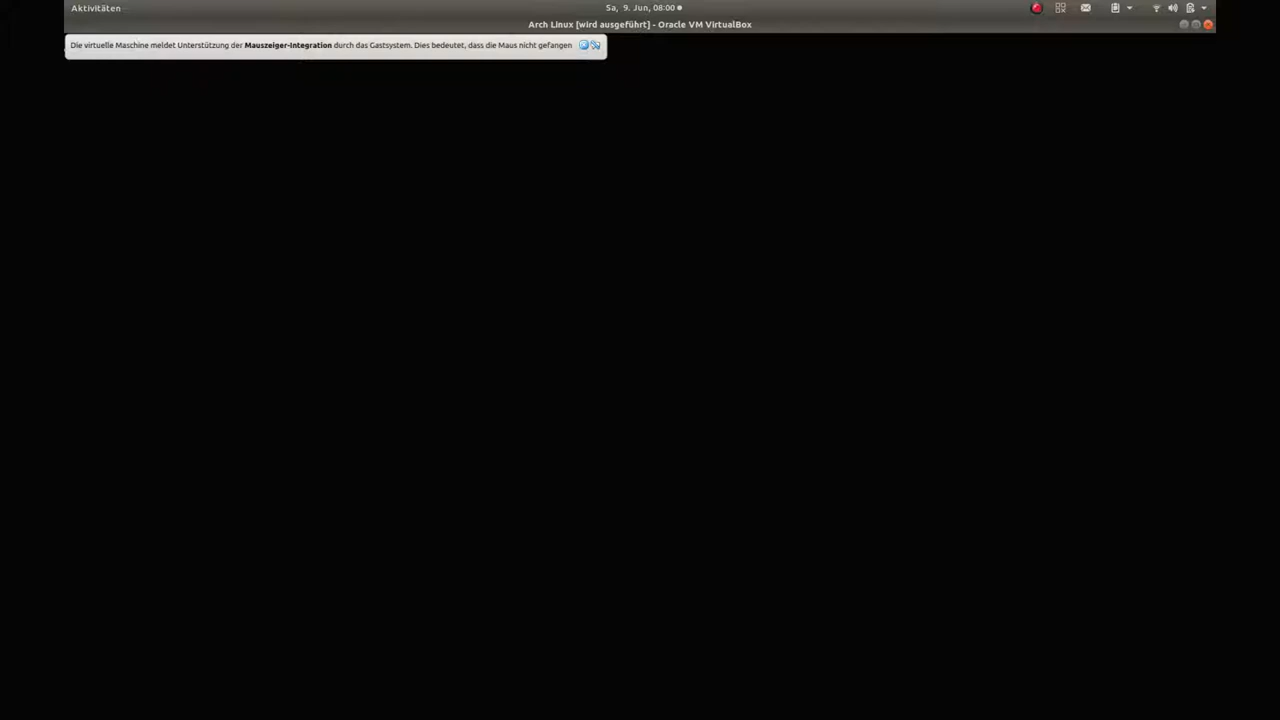 Aktivitäten
Sa, 9. Jun, 08:00
Arch Linux [wird ausgeführt] - Oracle VM VirtualBox
Die virtuelle Maschine meldet Unterstützung der Mauszeiger-Integration durch das Gastsystem. Dies bedeutet, dass die Maus nicht gefangen